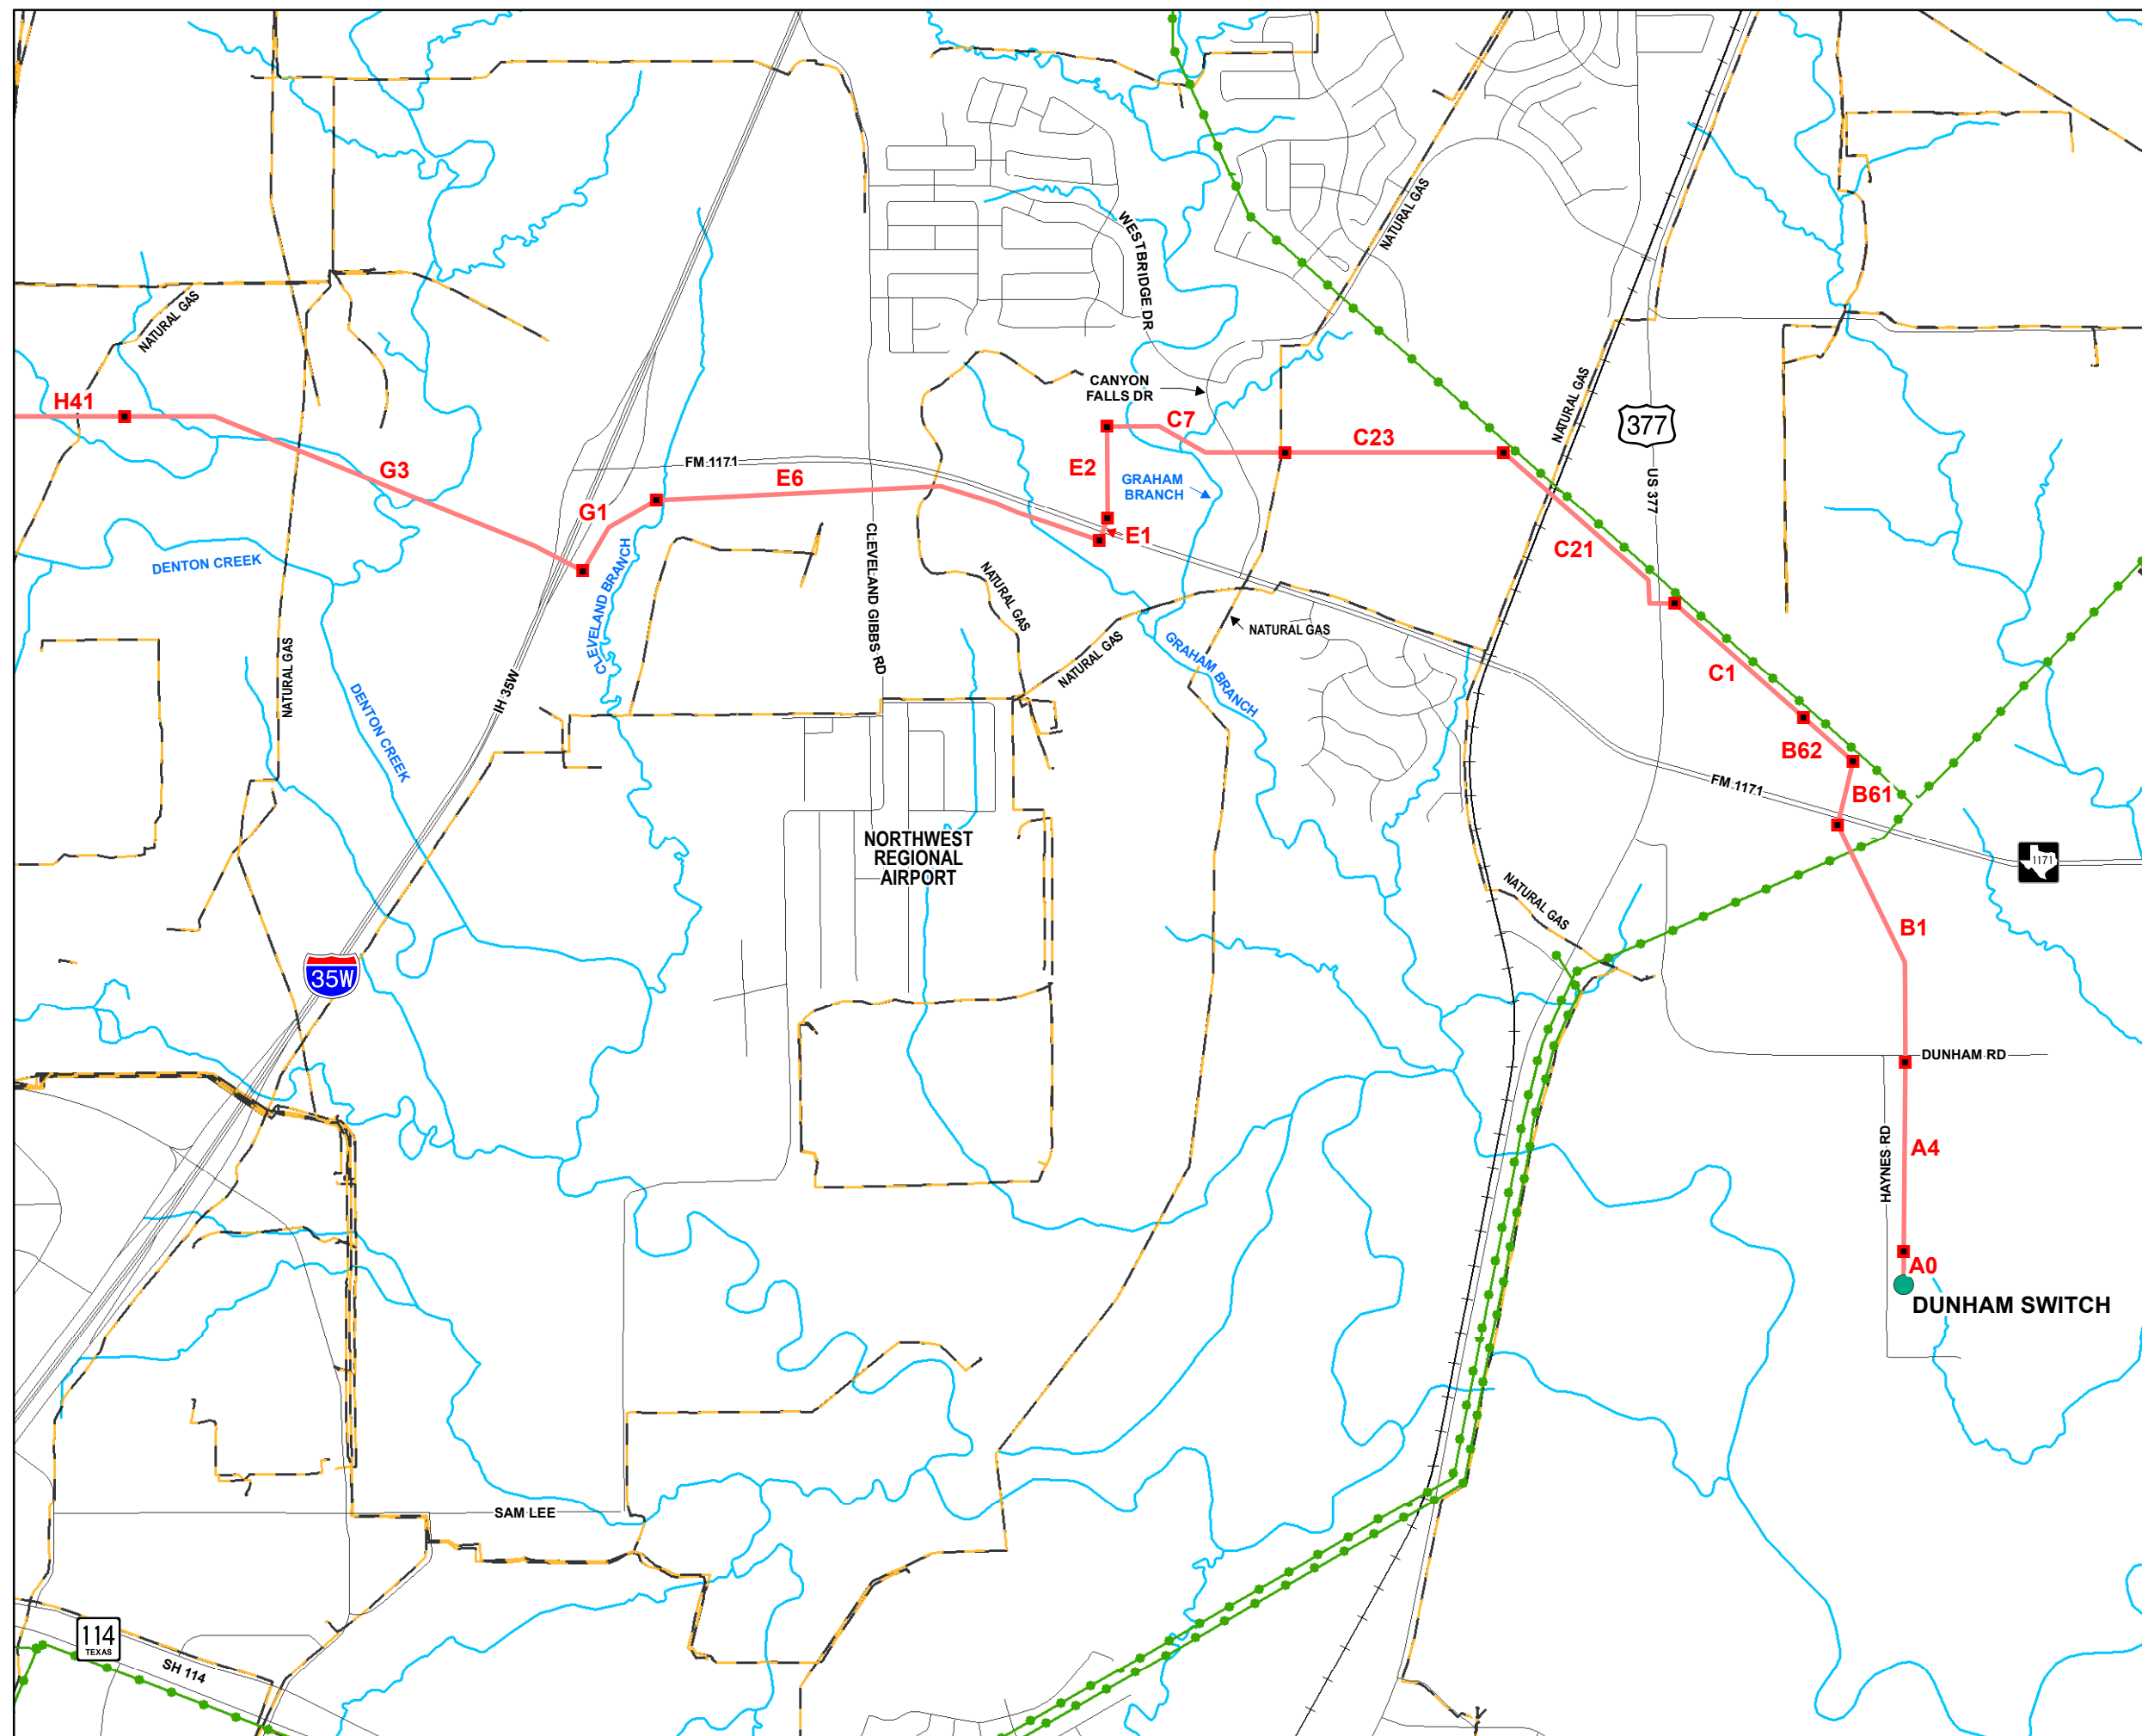 NATURAL GAS
WESTBRIDGE DR
NATURAL GAS
H41
CANYON
FALLS DR
C7
C23
NATURAL GAS
377
G3
FM 1171
E6
E2
GRAHAM
BRANCH
US 377
G1
E1
C21
DENTON CREEK
CLEVELAND BRANCH
CLEVELAND GIBBS RD
NATURAL GAS
NATURAL GAS
NATURAL GAS
IH 35W
DENTON CREEK
NATURAL GAS
GRAHAM BRANCH
C1
B62
FM 1171
B61
NORTHWEST
REGIONAL
AIRPORT
1171
NATURAL GAS
B1
35W
DUNHAM RD
HAYNES RD
A4
A0
DUNHAM SWITCH
SAM LEE
114
TEXAS
SH 114